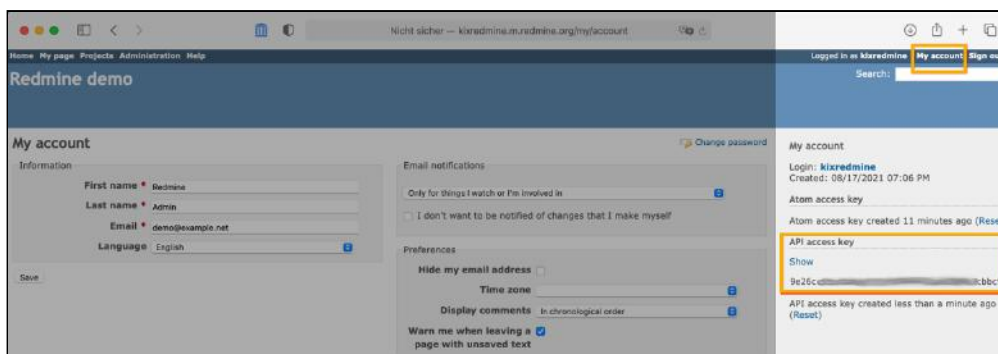 Nicht sicher — kixredmine.m.redmine.org/my/account
Home My page Projects Administration Help
Logged in as kixredmine My account Sign ou
Redmine demo
Search:
My account
Change password
Information
First name * Redmine
Last name * Admin
Email * demo@example.net
Language English
Save
Email notifications
Only for things I watch or I'm involved in
I don't want to be notified of changes that I make myself
Preferences
Hide my email address
Time zone
Display comments In chronological order
Warn me when leaving a
page with unsaved text
My account
Login: kixredmine
Created: 08/17/2021 07:06 PM
Atom access key
Atom access key created 11 minutes ago (Rese
API access key
Show
API access key created less than a minute ago
(Reset)